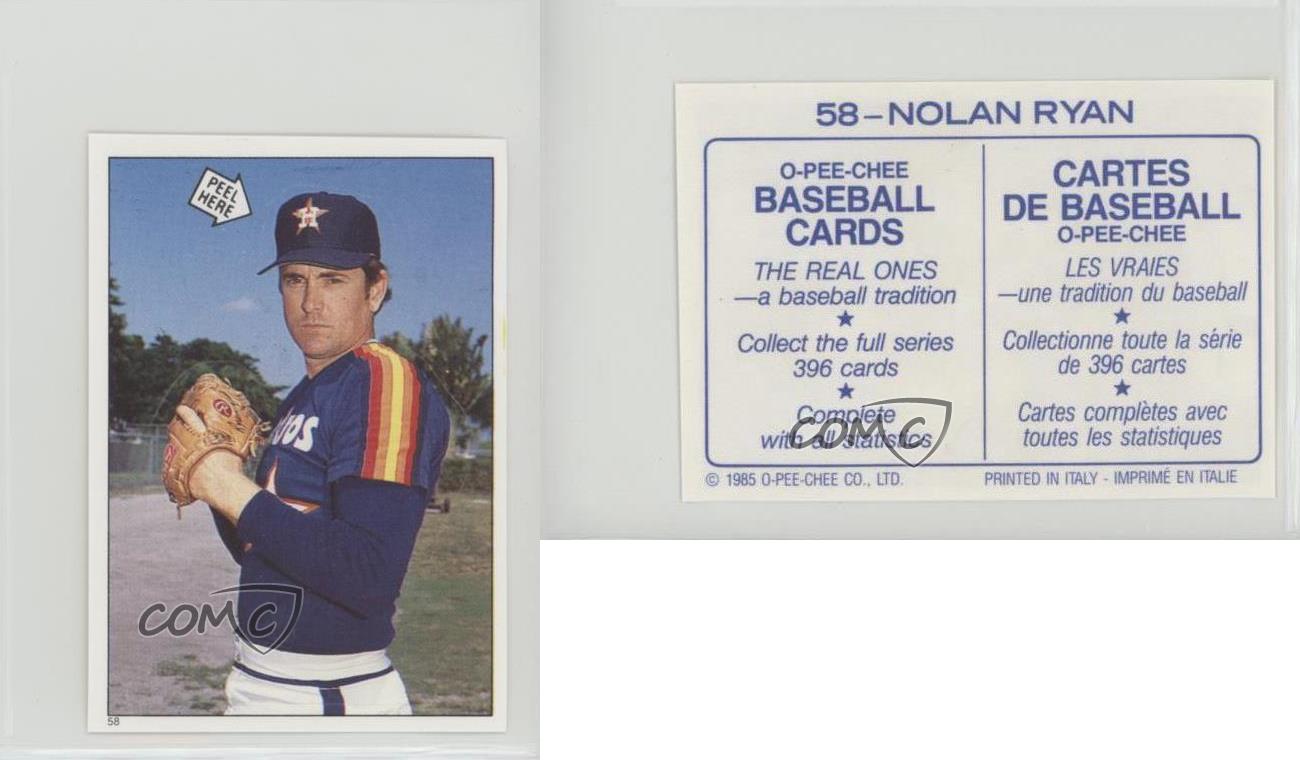 PEEL
HERE
H
R
58
COMC
58–NOLAN RYAN
O-PEE-CHEE
BASEBALL
CARDS
THE REAL ONES
—a baseball tradition
★
Collect the full series
396 cards
★
Complete
with all statistics
CARTES
DE BASEBALL
O-PEE-CHEE
LES VRAIES
—une tradition du baseball
★
Collectionne toute la série
de 396 cartes
★
Cartes complètes avec
toutes les statistiques
COMC
© 1985 O-PEE-CHEE CO., LTD.
PRINTED IN ITALY - IMPRIMÉ EN ITALIE